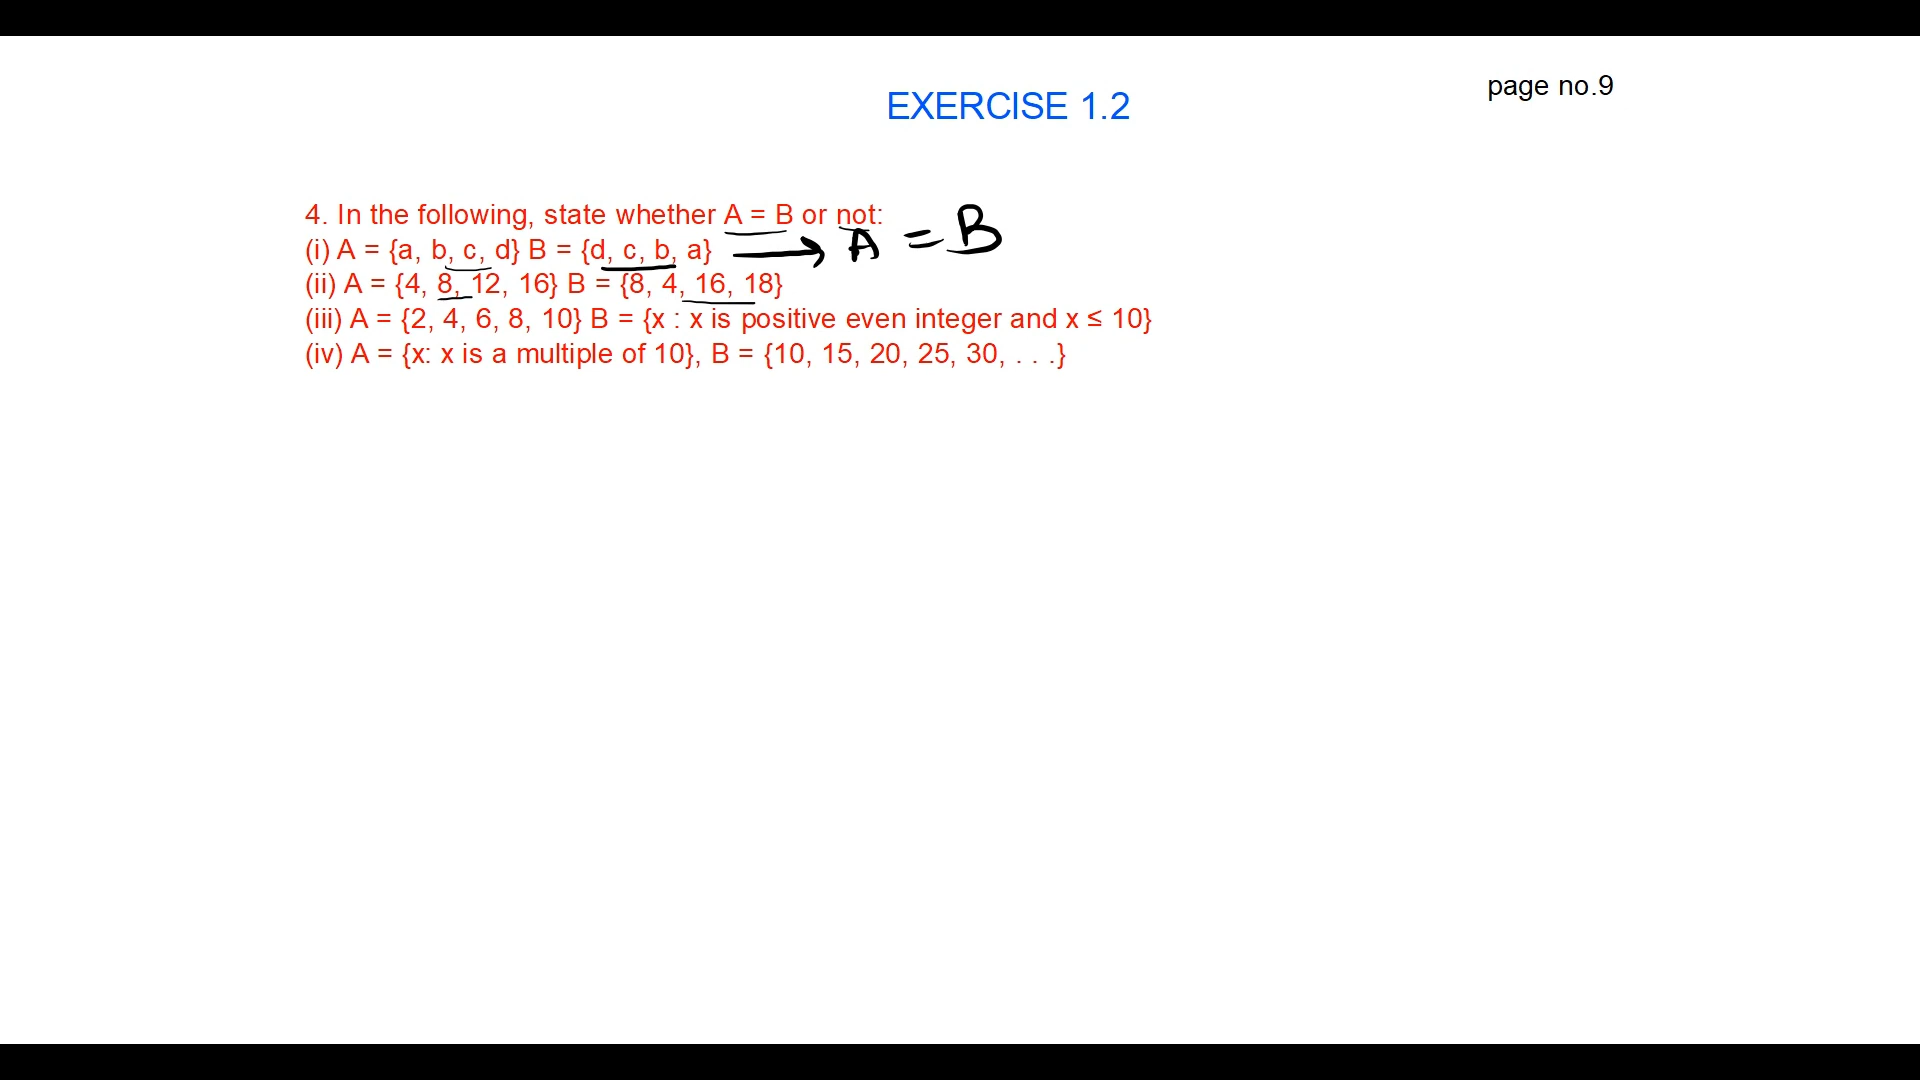 page no.9
EXERCISE 1.2
4. In the following, state whether A = B or not:
(i) A = {a, b, c, d} B = {d, c, b, a} → A = B
(ii) A = {4, 8, 12, 16} B = {8, 4, 16, 18}
(iii) A = {2, 4, 6, 8, 10} B = {x : x is positive even integer and x ≤ 10}
(iv) A = {x: x is a multiple of 10}, B = {10, 15, 20, 25, 30, . . .}